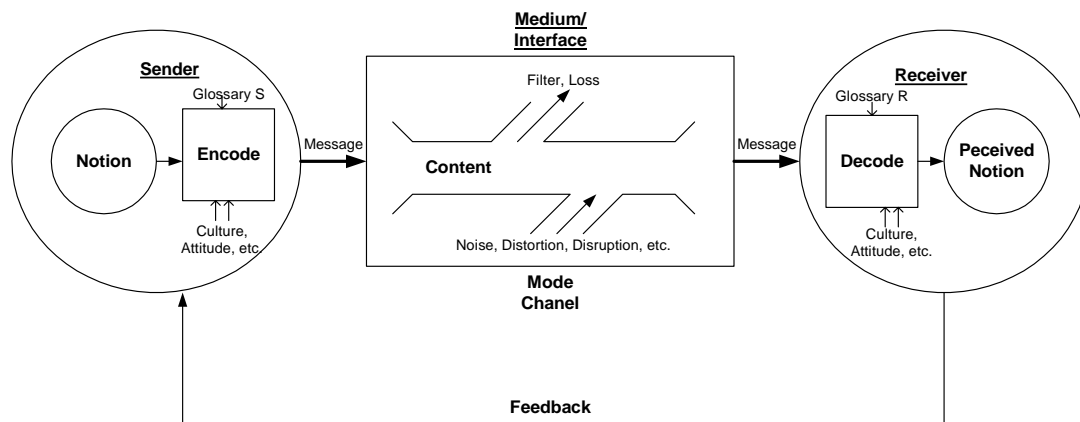 Medium/
Interface
Sender
Glossary S
Notion
Encode
Culture,
Attitude, etc.
Message
Filter, Loss
Content
Noise, Distortion, Disruption, etc.
Mode
Chanel
Message
Receiver
Glossary R
Decode
Peceived
Notion
Culture,
Attitude, etc.
Feedback